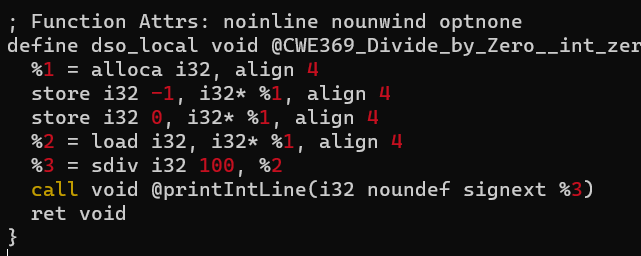 ; Function Attrs: noinline nounwind optnone
define dso_local void @CWE369_Divide_by_Zero__int_zer
%1 = alloca i32, align 4
store i32 -1, i32* %1, align 4
store i32 0, i32* %1, align 4
%2 = load i32, i32* %1, align 4
%3 = sdiv i32 100, %2
call void @printIntLine(i32 noundef signext %3)
ret void
}